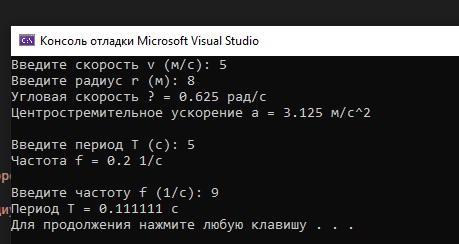 Консоль отладки Microsoft Visual Studio
Введите скорость v (м/с): 5
Введите радиус r (м): 8
Угловая скорость ? = 0.625 рад/с
Центростремительное ускорение a = 3.125 м/с^2
Введите период T (с): 5
Частота f = 0.2 1/с
Введите частоту f (1/с): 9
Период T = 0.111111 с
Для продолжения нажмите любую клавишу . . .